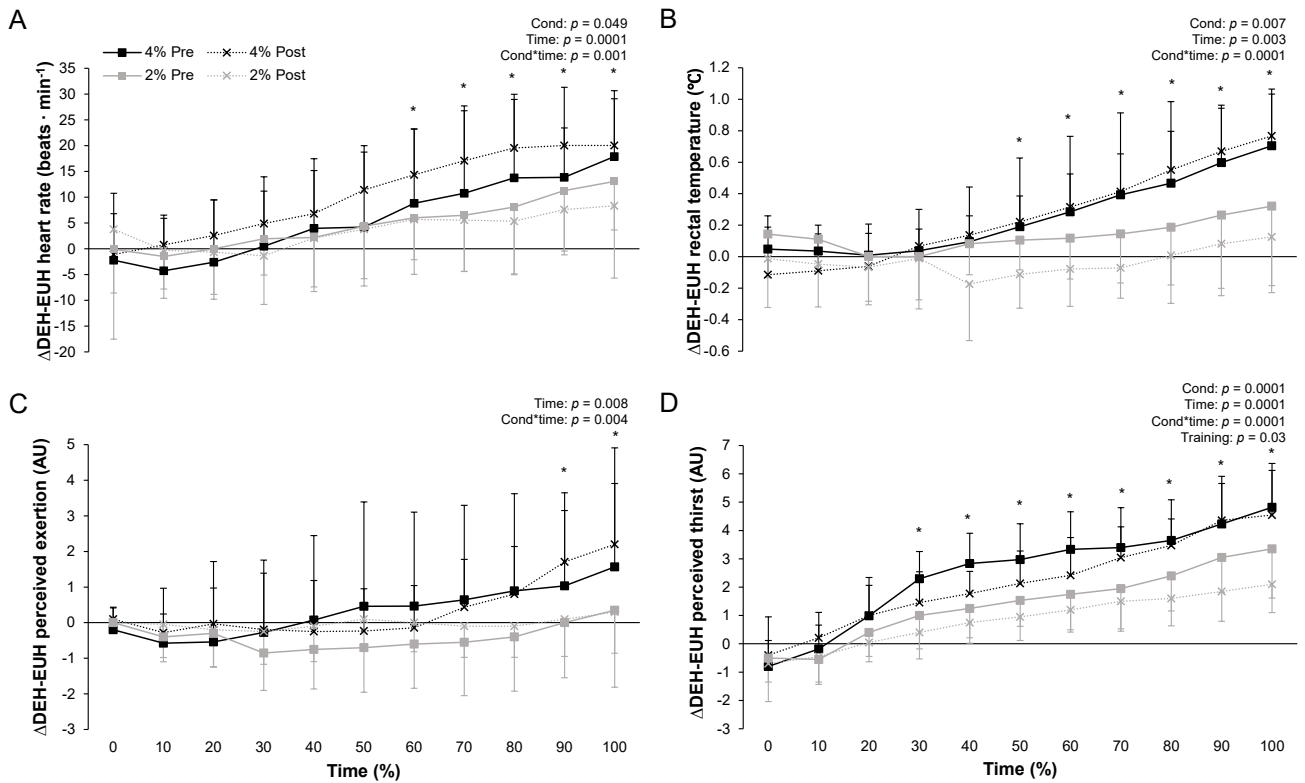 A
Cond: p = 0.049
Time: p = 0.0001
Cond*time: p = 0.001
4% Pre
4% Post
2% Pre
2% Post
ΔDEH-EUH heart rate (beats · min⁻¹)
35
30
25
20
15
10
5
0
-5
-10
-15
-20
* * * * *
B
Cond: p = 0.007
Time: p = 0.003
Cond*time: p = 0.0001
ΔDEH-EUH rectal temperature (℃)
1.2
1.0
0.8
0.6
0.4
0.2
0.0
-0.2
-0.4
-0.6
* * * * * *
C
Time: p = 0.008
Cond*time: p = 0.004
ΔDEH-EUH perceived exertion (AU)
5
4
3
2
1
0
-1
-2
-3
* *
0 10 20 30 40 50 60 70 80 90 100
Time (%)
D
Cond: p = 0.0001
Time: p = 0.0001
Cond*time: p = 0.0001
Training: p = 0.03
ΔDEH-EUH perceived thirst (AU)
7
6
5
4
3
2
1
0
-1
-2
-3
* * * * * * * *
0 10 20 30 40 50 60 70 80 90 100
Time (%)